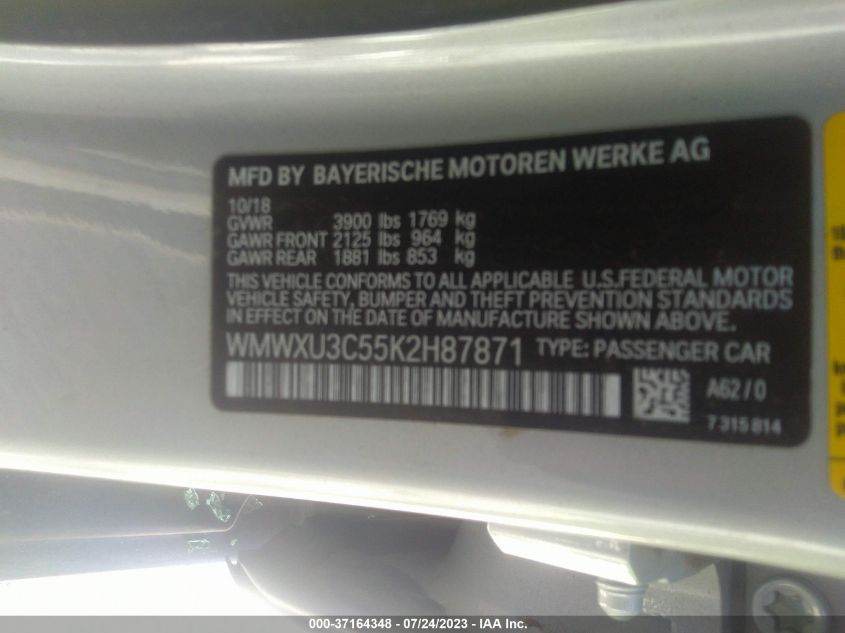 MFD BY BAYERISCHE MOTOREN WERKE AG
10/18
GVWR 3900 lbs 1769 kg
GAWR FRONT 2125 lbs 964 kg
GAWR REAR 1881 lbs 853 kg
THIS VEHICLE CONFORMS TO ALL APPLICABLE U.S.FEDERAL MOTOR
VEHICLE SAFETY, BUMPER AND THEFT PREVENTION STANDARDS
IN EFFECT ON THE DATE OF MANUFACTURE SHOWN ABOVE.
WMWXU3C55K2H87871 TYPE: PASSENGER CAR
A62/0
7315814
000-37164348 - 07/24/2023 - IAA Inc.